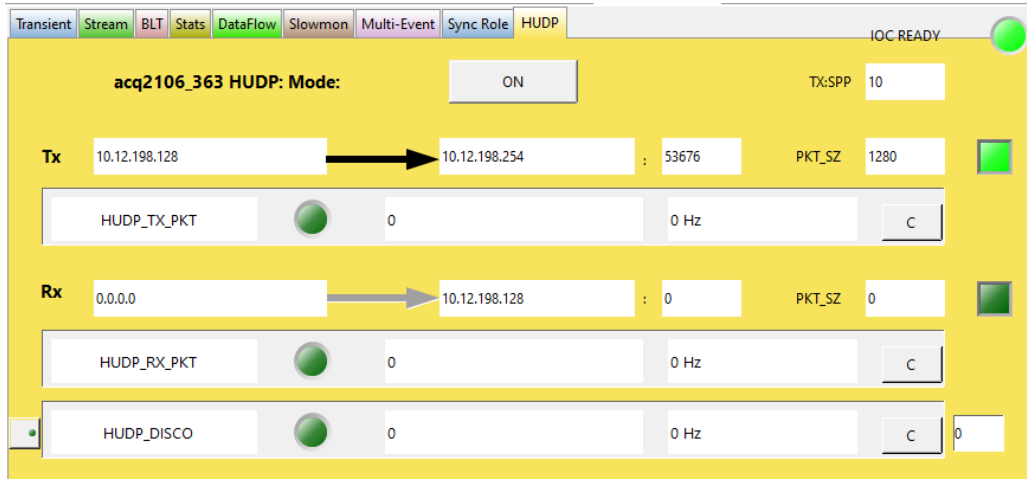 Transient Stream BLT Stats DataFlow Slowmon Multi-Event Sync Role HUDP
IOC READY
acq2106_363 HUDP: Mode: ON TX:SPP 10
Tx 10.12.198.128 10.12.198.254 : 53676 PKT_SZ 1280
HUDP_TX_PKT 0 0 Hz C
Rx 0.0.0.0 10.12.198.128 : 0 PKT_SZ 0
HUDP_RX_PKT 0 0 Hz C
HUDP_DISCO 0 0 Hz C 0